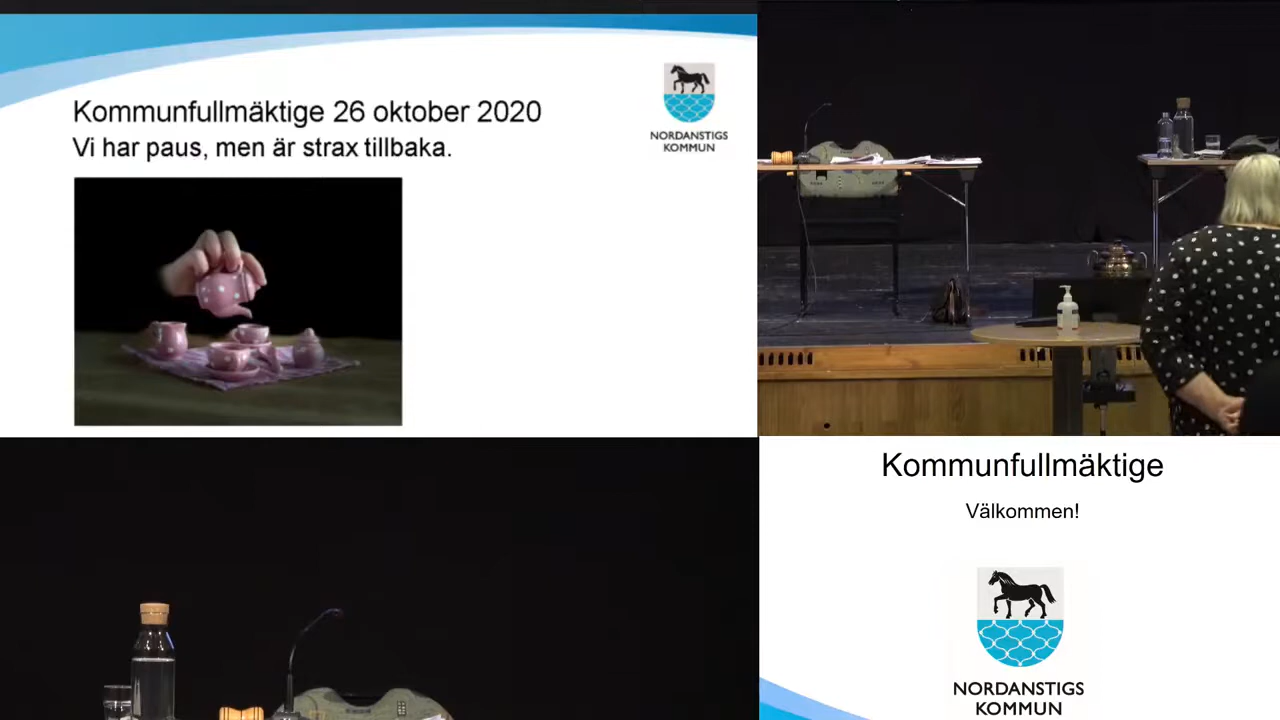 Kommunfullmäktige 26 oktober 2020
Vi har paus, men är strax tillbaka.
NORDANSTIGS
KOMMUN
Kommunfullmäktige
Välkommen!
NORDANSTIGS
KOMMUN